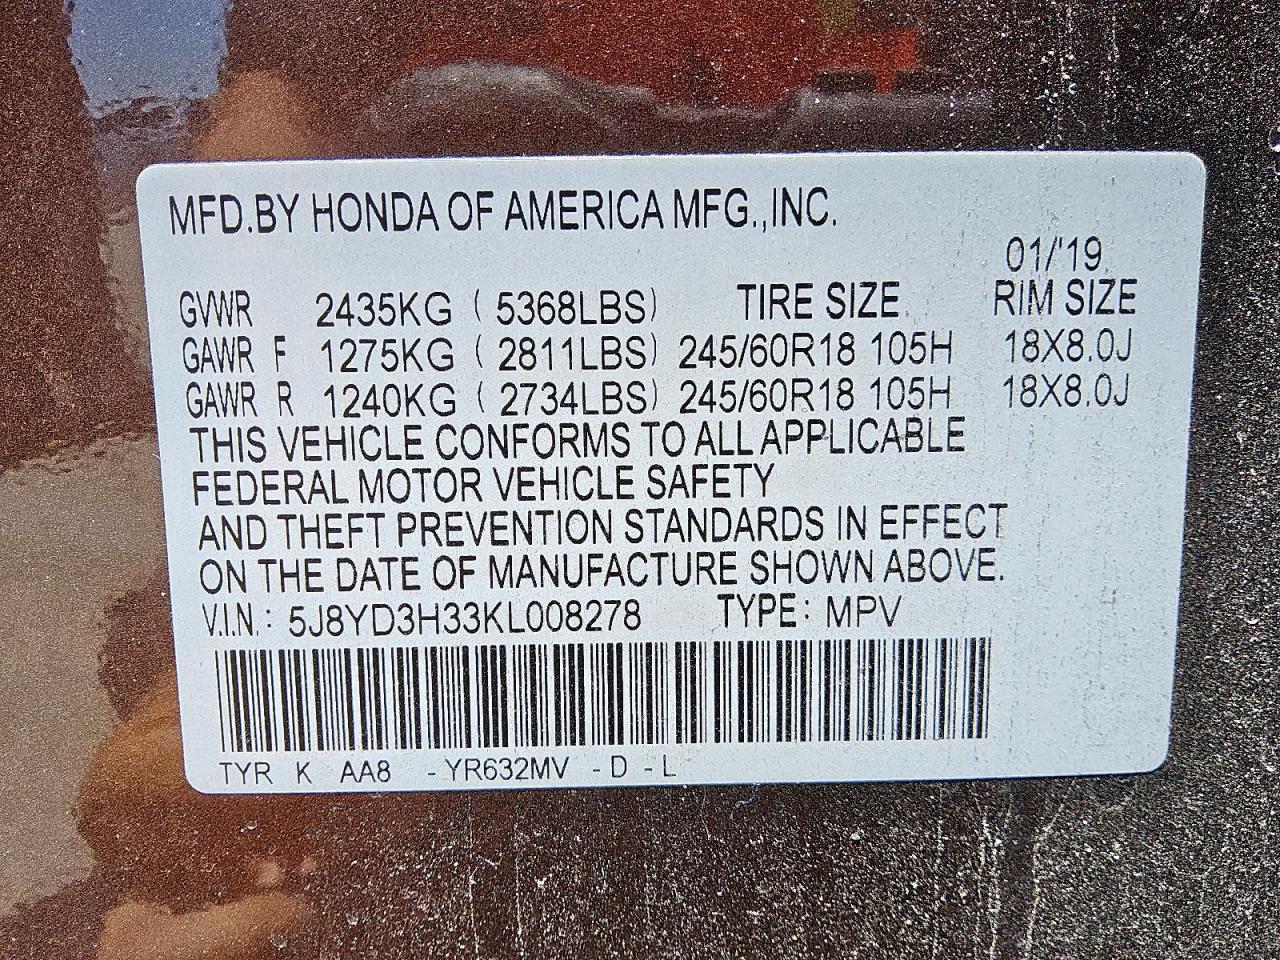 MFD.BY HONDA OF AMERICA MFG.,INC.
01/'19
GVWR 2435KG ( 5368LBS) TIRE SIZE RIM SIZE
GAWR F 1275KG ( 2811LBS) 245/60R18 105H 18X8.0J
GAWR R 1240KG ( 2734LBS) 245/60R18 105H 18X8.0J
THIS VEHICLE CONFORMS TO ALL APPLICABLE
FEDERAL MOTOR VEHICLE SAFETY
AND THEFT PREVENTION STANDARDS IN EFFECT
ON THE DATE OF MANUFACTURE SHOWN ABOVE.
V.I.N.: 5J8YD3H33KL008278 TYPE: MPV
TYR K AA8 -YR632MV -D -L